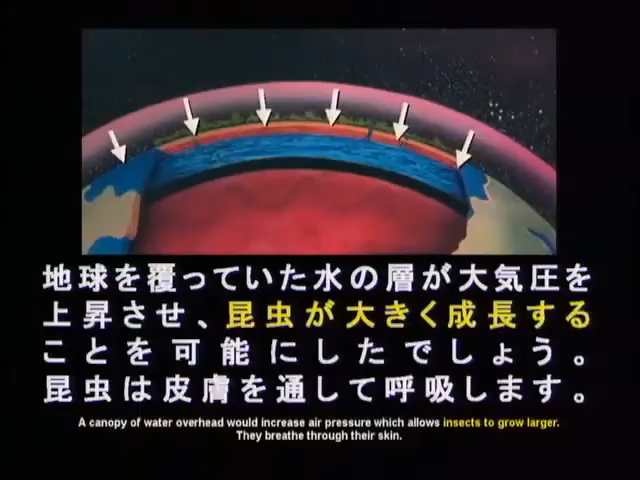 地球を覆っていた水の層が大気圧を
上昇させ、昆虫が大きく成長する
ことを可能にしたでしょう。
昆虫は皮膚を通して呼吸します。
A canopy of water overhead would increase air pressure which allows insects to grow larger.
They breathe through their skin.